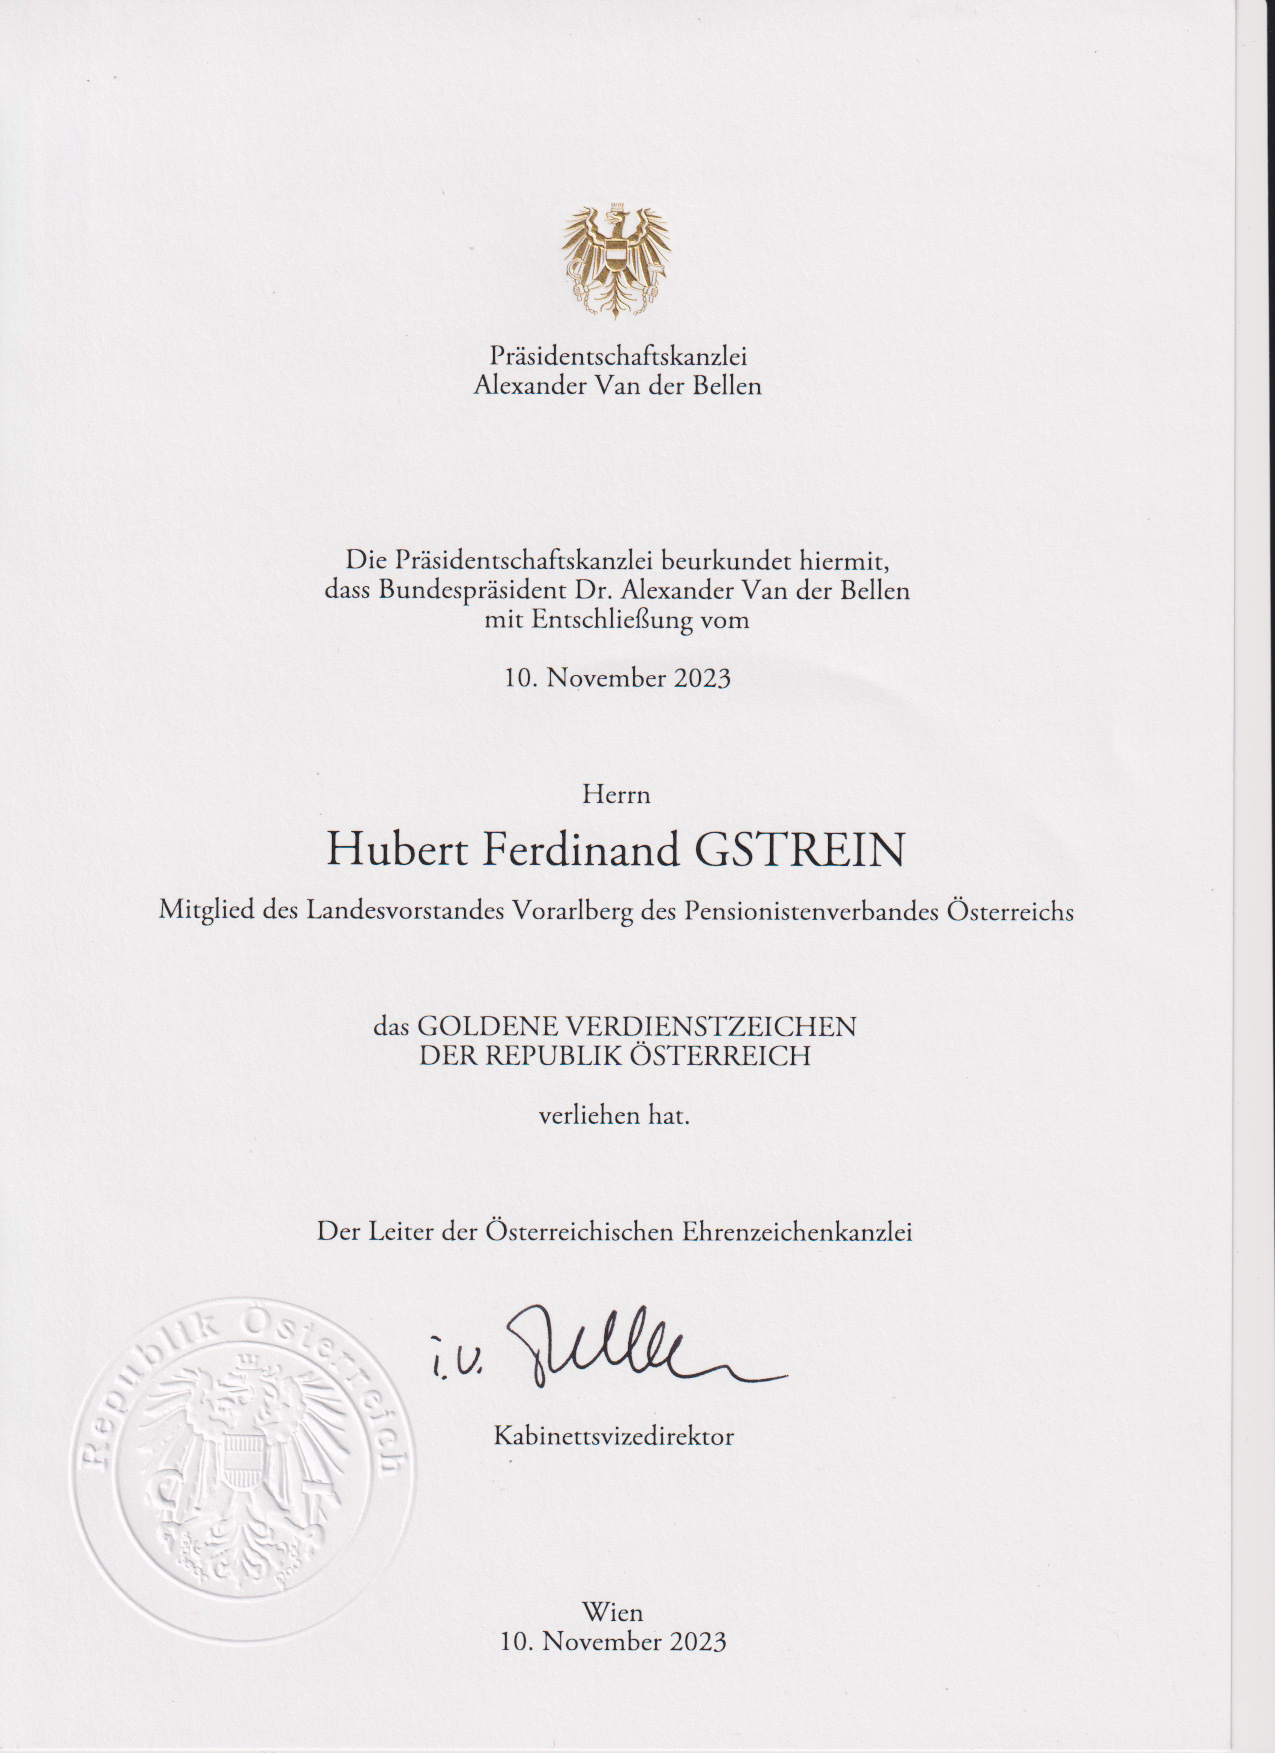 Präsidentschaftskanzlei
Alexander Van der Bellen
Die Präsidentschaftskanzlei beurkundet hiermit,
dass Bundespräsident Dr. Alexander Van der Bellen
mit Entschließung vom
10. November 2023
Herrn
Hubert Ferdinand GSTREIN
Mitglied des Landesvorstandes Vorarlberg des Pensionistenverbandes Österreichs
das GOLDENE VERDIENSTZEICHEN
DER REPUBLIK ÖSTERREICH
verliehen hat.
Der Leiter der Österreichischen Ehrenzeichenkanzlei
Republik Österreich
i.V.
Kabinettsvizedirektor
Wien
10. November 2023